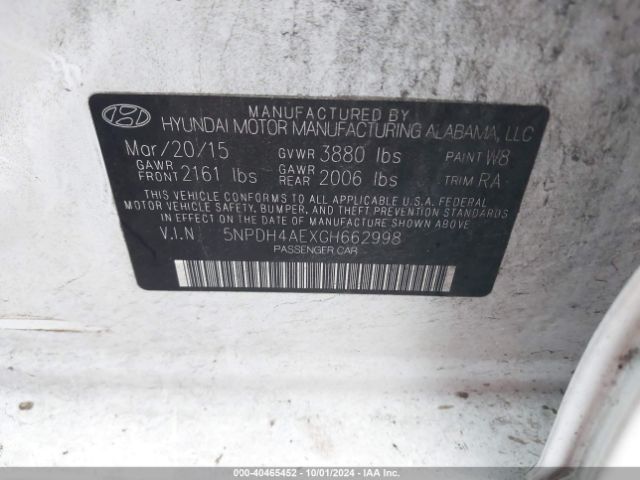 MANUFACTURED BY
HYUNDAI MOTOR MANUFACTURING ALABAMA, LLC
Mar/20/15 GVWR 3880 lbs PAINT W8
GAWR FRONT 2161 lbs GAWR REAR 2006 lbs TRIM RA
THIS VEHICLE CONFORMS TO ALL APPLICABLE U.S.A. FEDERAL
MOTOR VEHICLE SAFETY, BUMPER, AND THEFT PREVENTION STANDARDS
IN EFFECT ON THE DATE OF MANUFACTURE SHOWN ABOVE
V.I.N 5NPDH4AEXGH662998
PASSENGER CAR
000-40465452 - 10/01/2024 - IAA Inc.